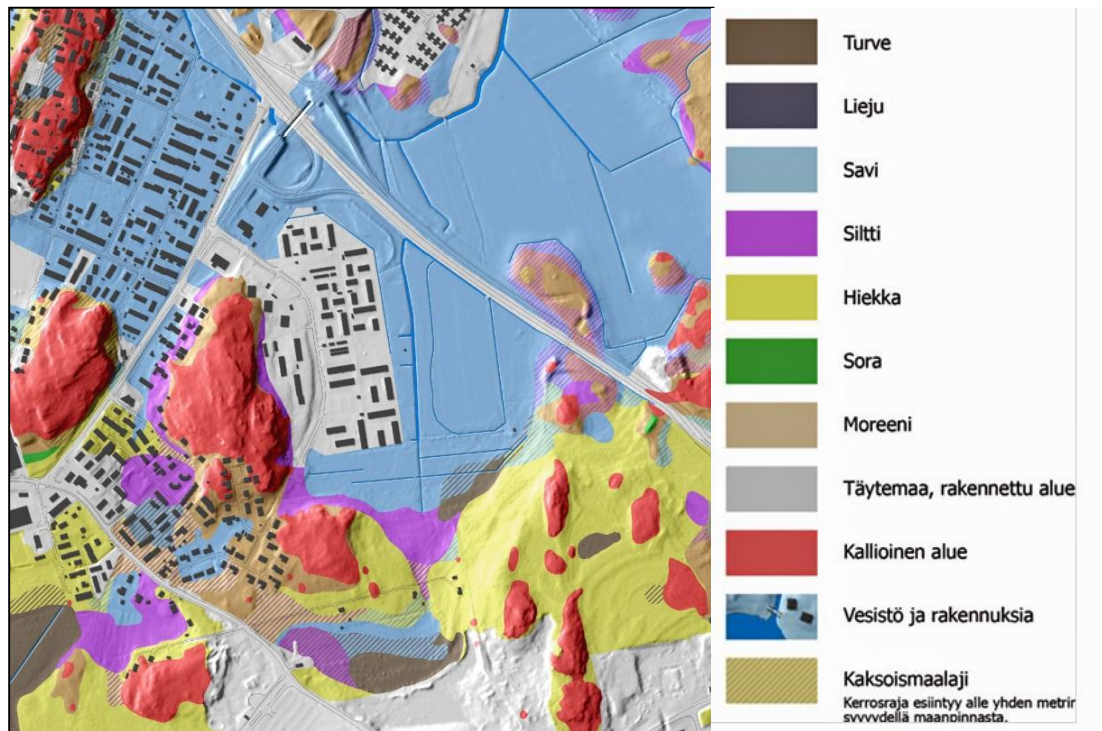 Turve
Lieju
Savi
Siltti
Hiekka
Sora
Moreeni
Täytemaa, rakennettu alue
Kallioinen alue
Vesistö ja rakennuksia
Kaksoismaalaji
Kerrosraja esiintyy alle yhden metrin
syvyydellä maanpinnasta.